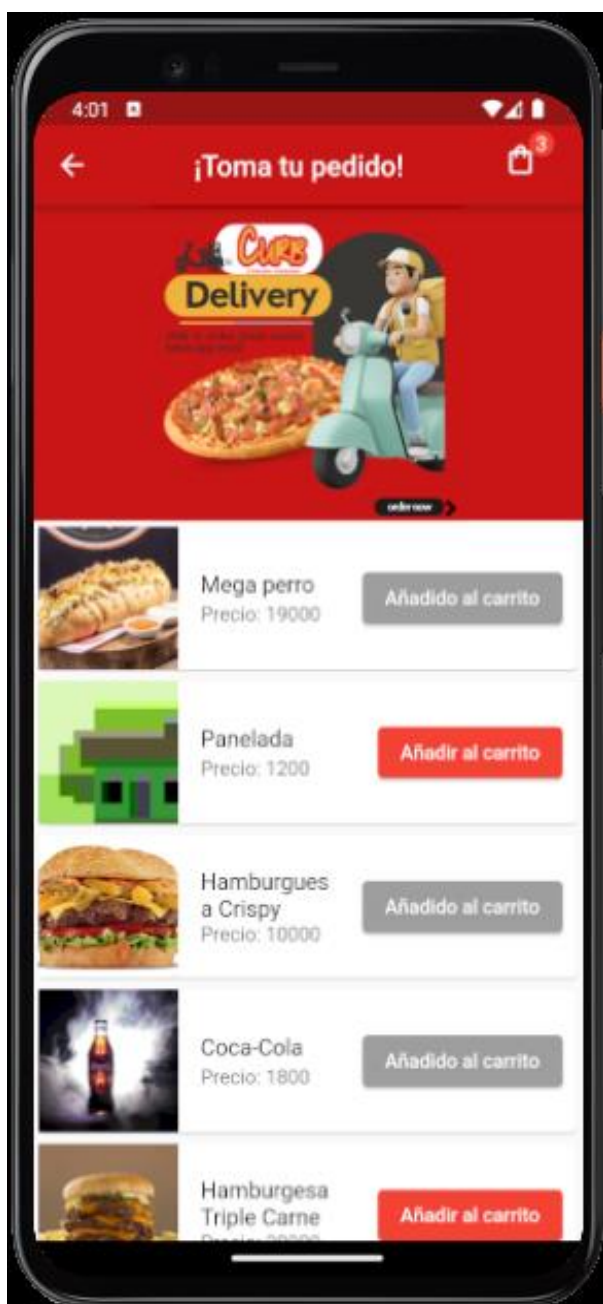 4:01
¡Toma tu pedido!
3
CURB
Delivery
order now
Mega perro
Precio: 19000
Añadido al carrito
Panelada
Precio: 1200
Añadir al carrito
Hamburgues
a Crispy
Precio: 10000
Añadido al carrito
Coca-Cola
Precio: 1800
Añadido al carrito
Hamburgesa
Triple Carne
Añadir al carrito